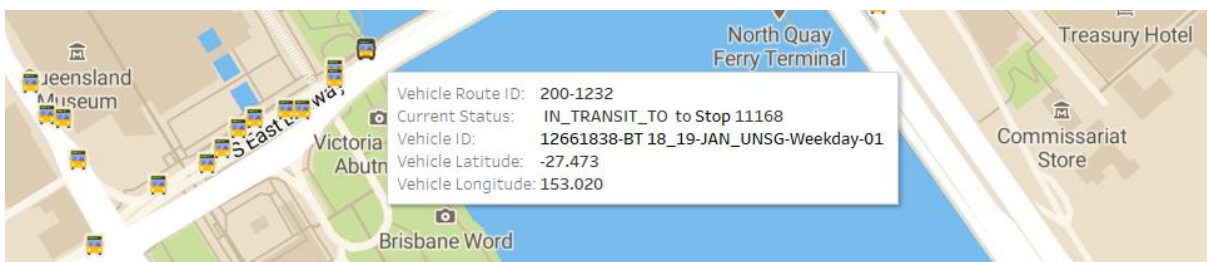 Queensland
Museum
S East Bwy
Victoria
Abutn
Brisbane Word
North Quay
Ferry Terminal
Vehicle Route ID: 200-1232
Current Status: IN_TRANSIT_TO to Stop 11168
Vehicle ID: 12661838-BT 18_19-JAN_UNSG-Weekday-01
Vehicle Latitude: -27.473
Vehicle Longitude: 153.020
Treasury Hotel
Commissariat
Store